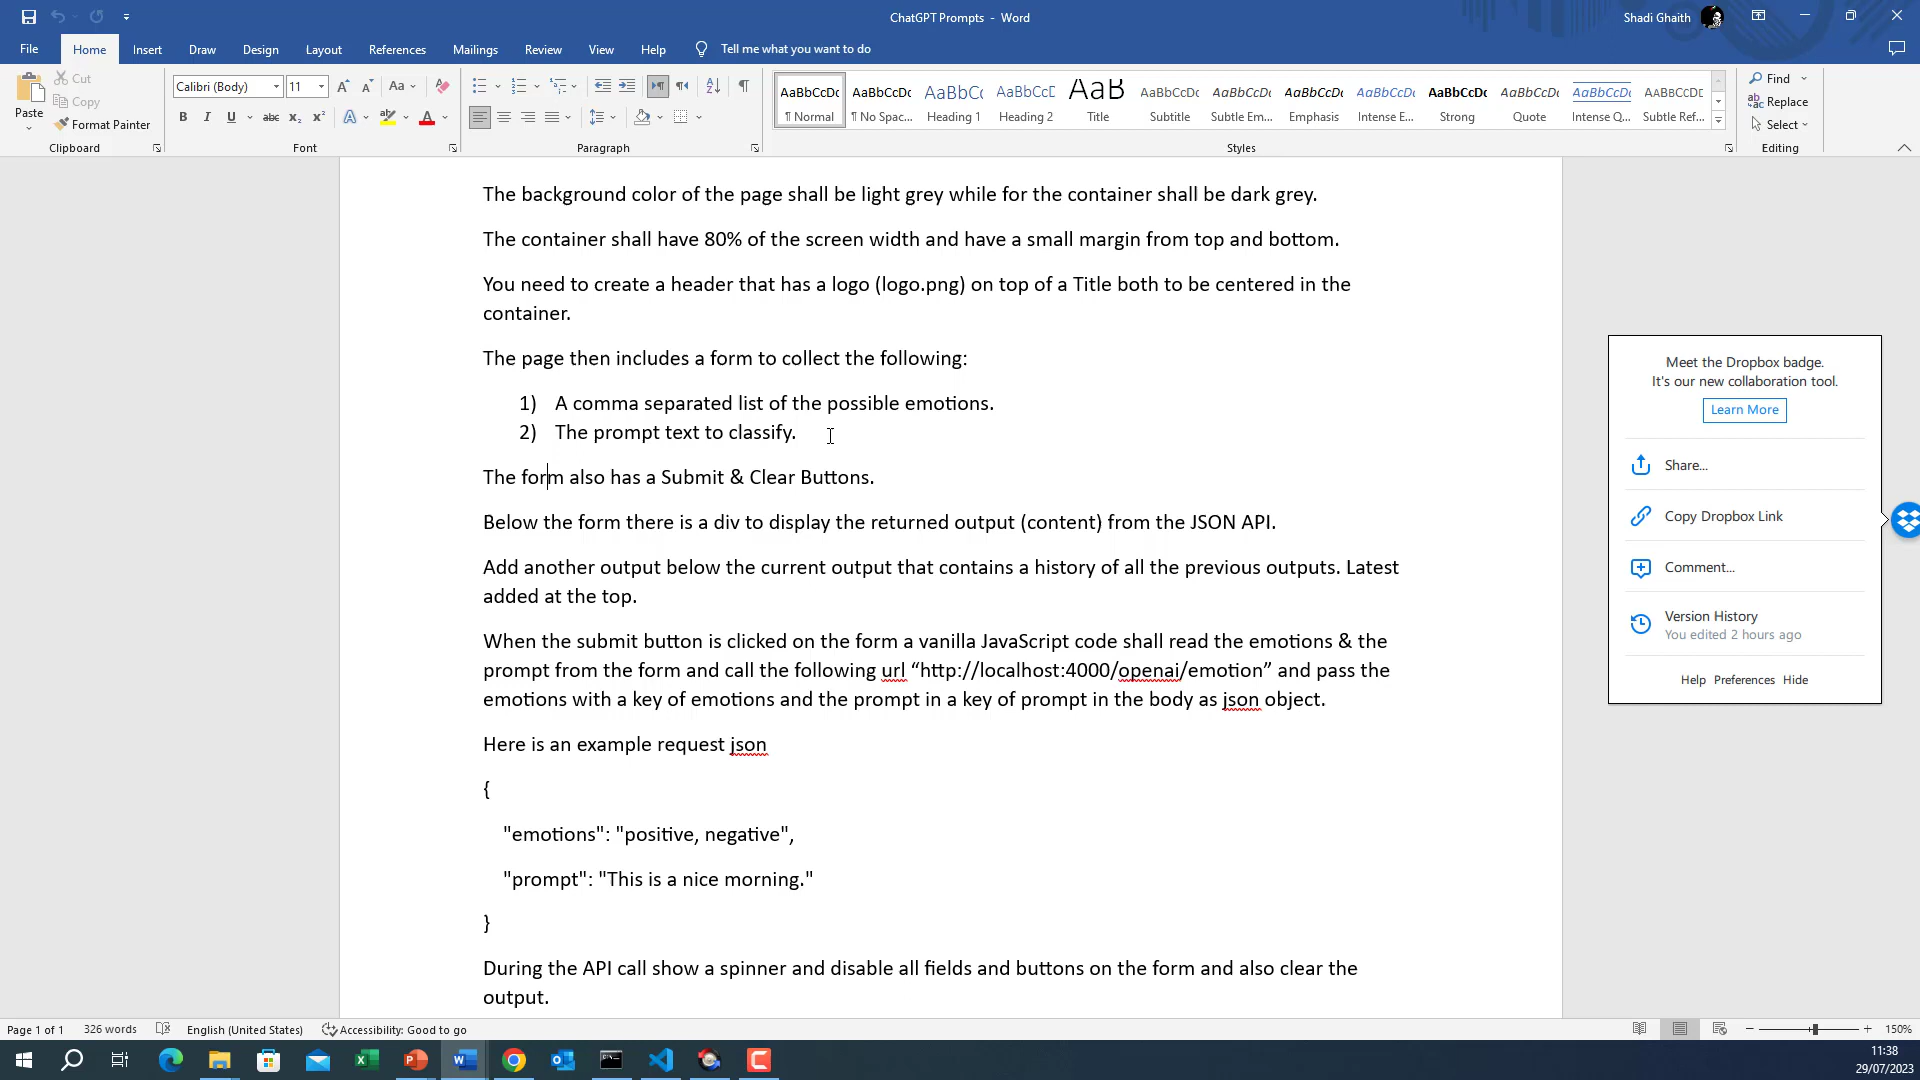 ChatGPT Prompts - Word
Shadi Ghaith
File Home Insert Draw Design Layout References Mailings Review View Help Tell me what you want to do
Paste
Cut
Copy
Format Painter
Clipboard
Calibri (Body) 11
Font
Paragraph
AaBbCcDc AaBbCcDc AaBbCc AaBbCcD AaB AaBbCcDc AaBbCcDc AaBbCcDc AaBbCcDc AaBbCcDc AaBbCcDc AaBbCcDc AABBCCDE
¶ Normal ¶ No Spac... Heading 1 Heading 2 Title Subtitle Subtle Em... Emphasis Intense E... Strong Quote Intense Q... Subtle Ref...
Styles
Find
Replace
Select
Editing
The background color of the page shall be light grey while for the container shall be dark grey.
The container shall have 80% of the screen width and have a small margin from top and bottom.
You need to create a header that has a logo (logo.png) on top of a Title both to be centered in the
container.
The page then includes a form to collect the following:
1) A comma separated list of the possible emotions.
2) The prompt text to classify.
The form also has a Submit & Clear Buttons.
Below the form there is a div to display the returned output (content) from the JSON API.
Add another output below the current output that contains a history of all the previous outputs. Latest
added at the top.
When the submit button is clicked on the form a vanilla JavaScript code shall read the emotions & the
prompt from the form and call the following url “http://localhost:4000/openai/emotion” and pass the
emotions with a key of emotions and the prompt in a key of prompt in the body as json object.
Here is an example request json
{
"emotions": "positive, negative",
"prompt": "This is a nice morning."
}
During the API call show a spinner and disable all fields and buttons on the form and also clear the
output.
Meet the Dropbox badge.
It's our new collaboration tool.
Learn More
Share...
Copy Dropbox Link
Comment...
Version History
You edited 2 hours ago
Help Preferences Hide
Page 1 of 1 326 words English (United States) Accessibility: Good to go
150%
11:38
29/07/2023